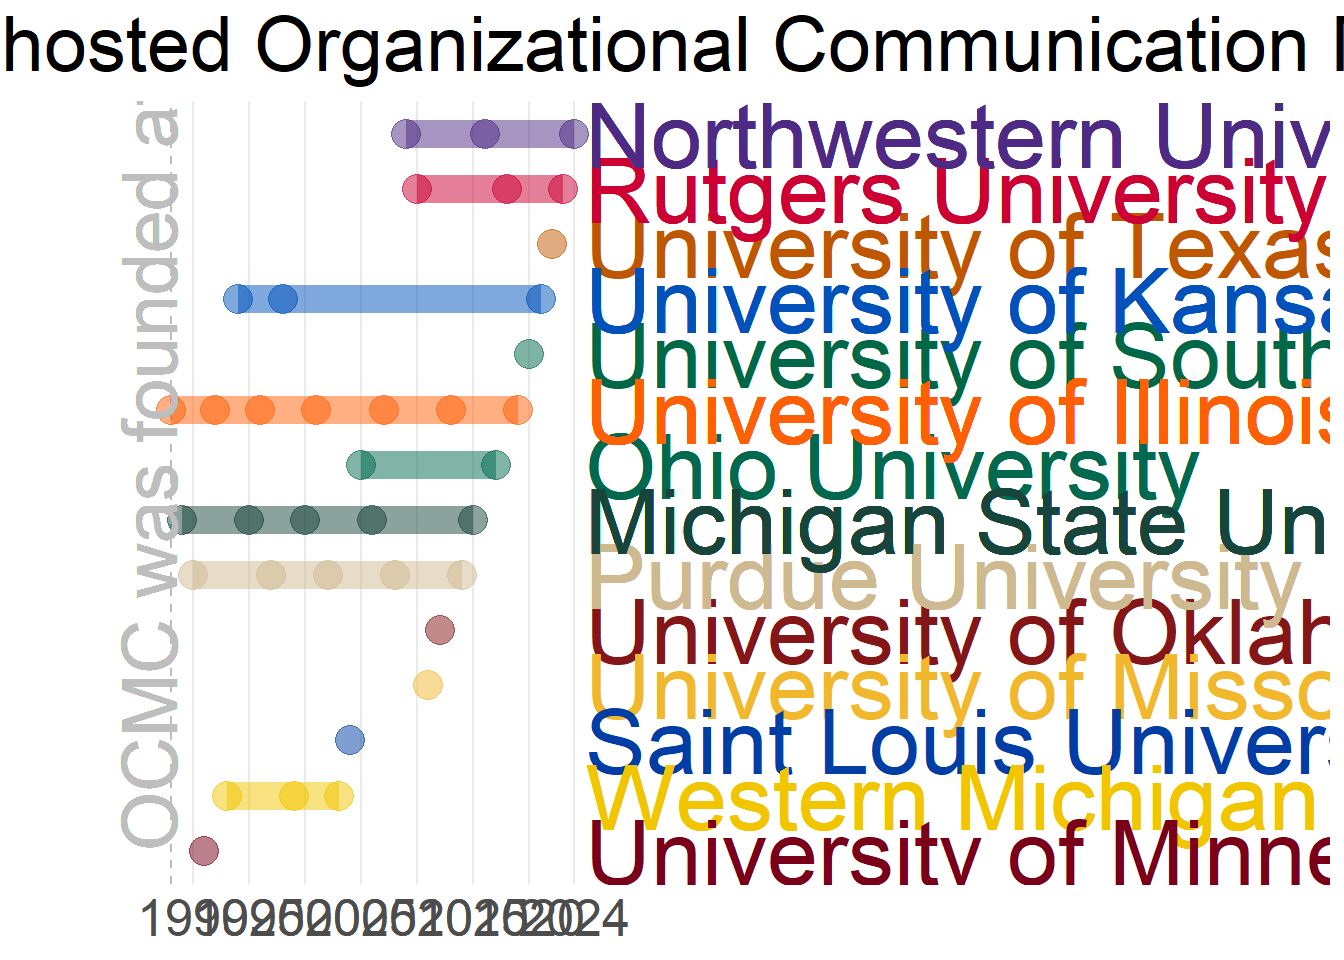 hosted Organizational Communication
OCMC was founded
Northwestern Univ
Rutgers University
University of Texas
University of Kansa
University of South
University of Illinois
Ohio University
Michigan State Un
Purdue University
University of Oklah
University of Misso
Saint Louis Univers
Western Michigan
University of Minne